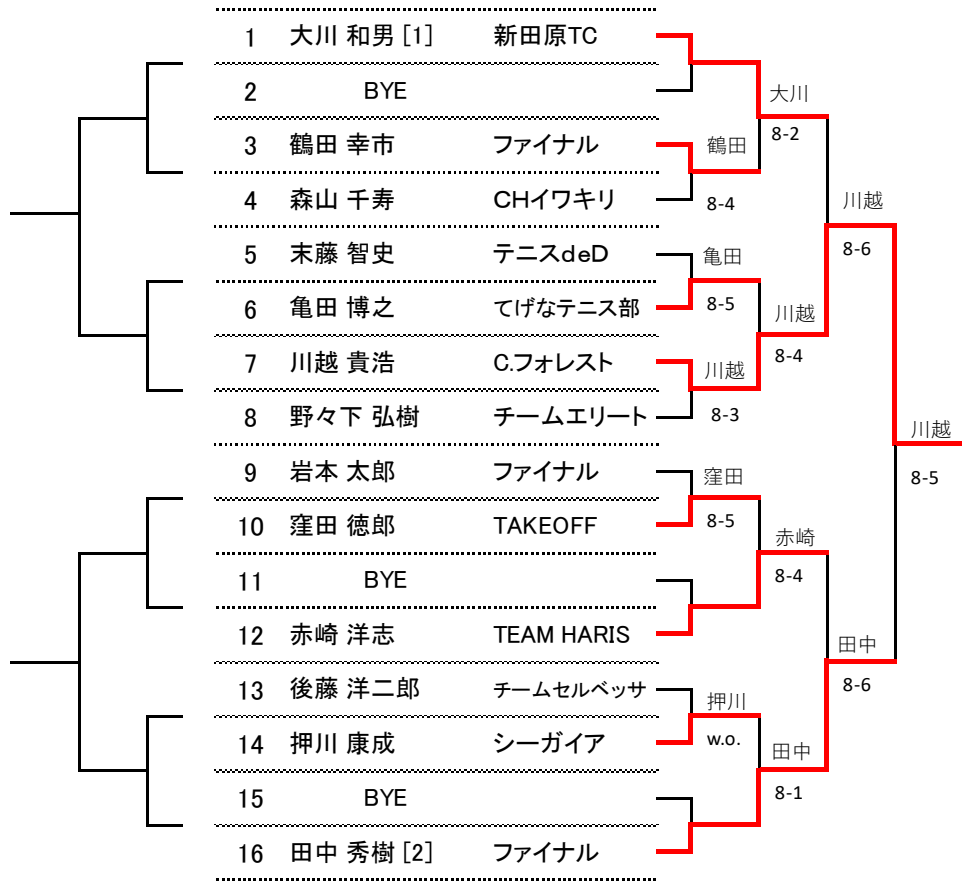 1 大川 和男 [1] 新田原TC
2 BYE
大川
8-2
3 鶴田 幸市 ファイナル
鶴田
4 森山 千寿 CHイワキリ
8-4
川越
8-6
5 末藤 智史 テニスdeD
亀田
6 亀田 博之 てげなテニス部
8-5
川越
8-4
7 川越 貴浩 C.フォレスト
川越
8 野々下 弘樹 チームエリート
8-3
川越
8-5
9 岩本 太郎 ファイナル
窪田
10 窪田 徳郎 TAKEOFF
8-5
赤崎
8-4
11 BYE
12 赤崎 洋志 TEAM HARIS
田中
8-6
13 後藤 洋二郎 チームセルベッサ
押川
14 押川 康成 シーガイア
w.o.
田中
8-1
15 BYE
16 田中 秀樹 [2] ファイナル